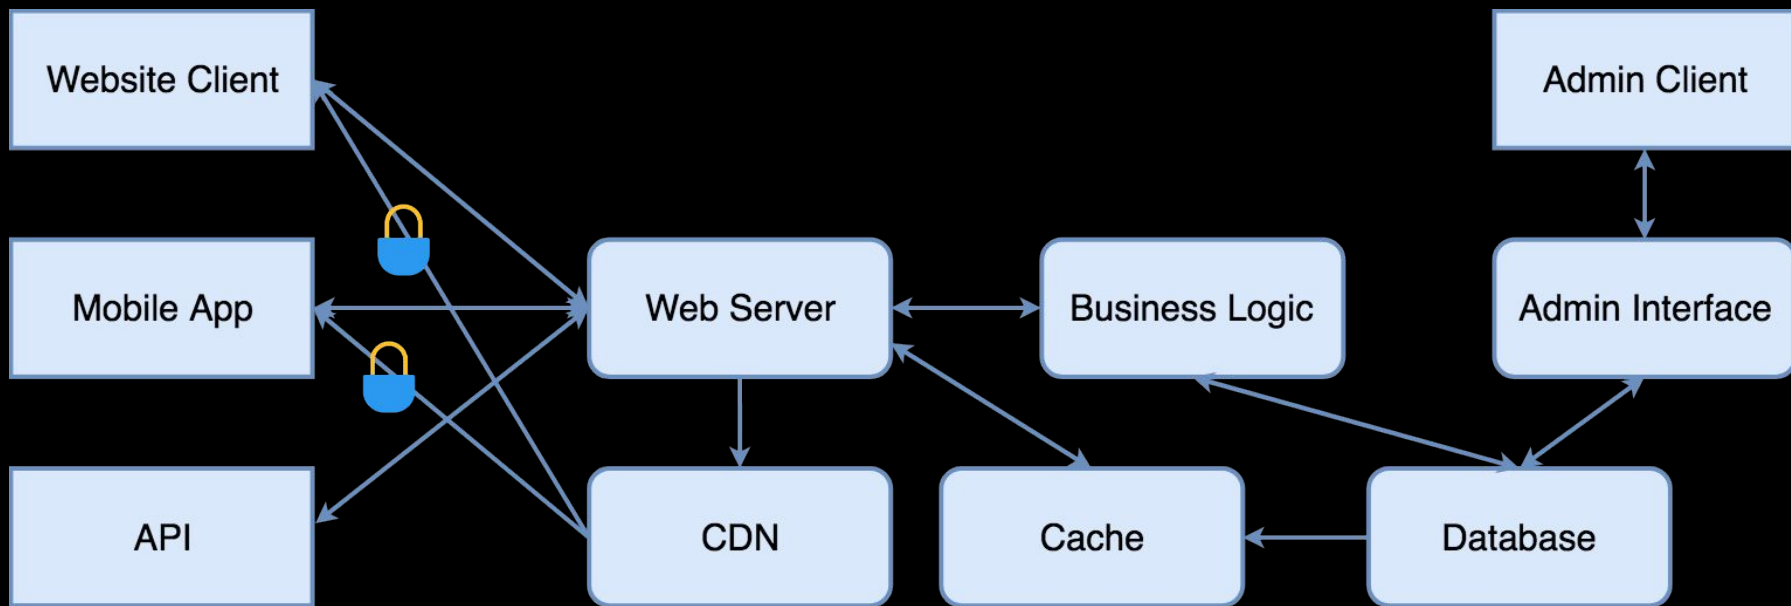 Website Client
Admin Client
Mobile App
Web Server
Business Logic
Admin Interface
API
CDN
Cache
Database